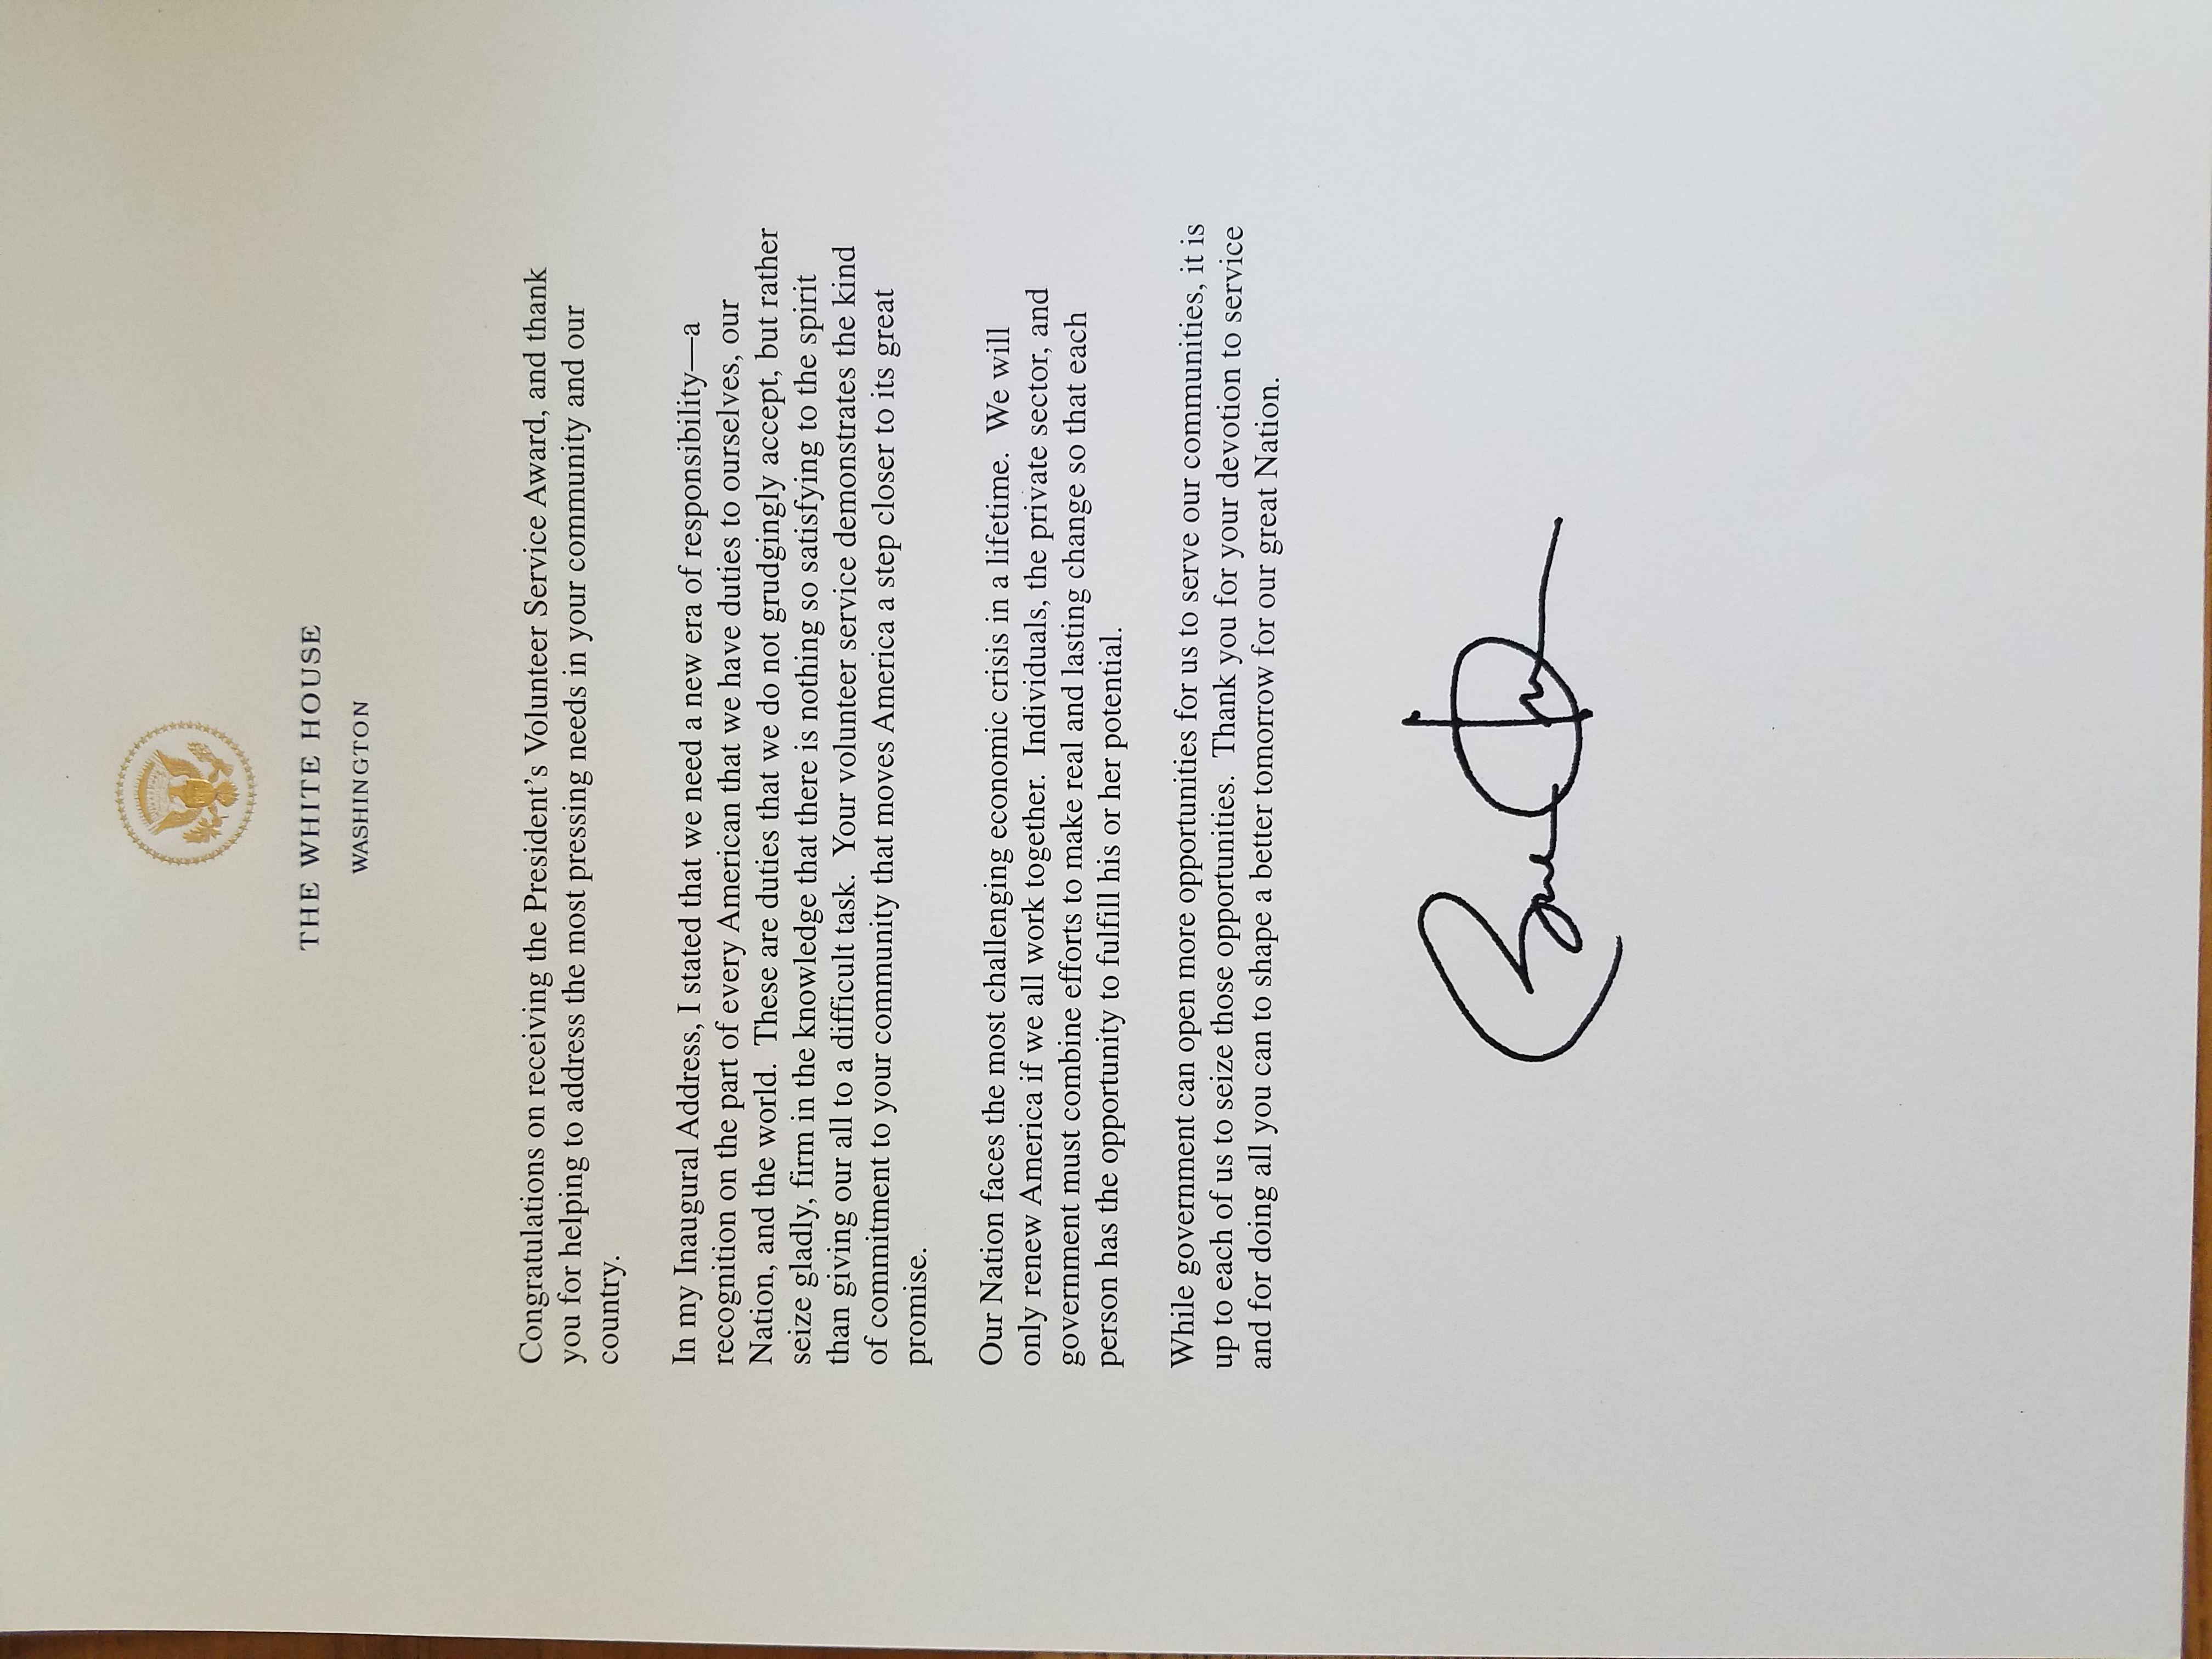 THE WHITE HOUSE
WASHINGTON
Congratulations on receiving the President’s Volunteer Service Award, and thank
you for helping to address the most pressing needs in your community and our
country.
In my Inaugural Address, I stated that we need a new era of responsibility—a
recognition on the part of every American that we have duties to ourselves, our
Nation, and the world.  These are duties that we do not grudgingly accept, but rather
seize gladly, firm in the knowledge that there is nothing so satisfying to the spirit
than giving our all to a difficult task.  Your volunteer service demonstrates the kind
of commitment to your community that moves America a step closer to its great
promise.
Our Nation faces the most challenging economic crisis in a lifetime.  We will
only renew America if we all work together.  Individuals, the private sector, and
government must combine efforts to make real and lasting change so that each
person has the opportunity to fulfill his or her potential.
While government can open more opportunities for us to serve our communities, it is
up to each of us to seize those opportunities.  Thank you for your devotion to service
and for doing all you can to shape a better tomorrow for our great Nation.